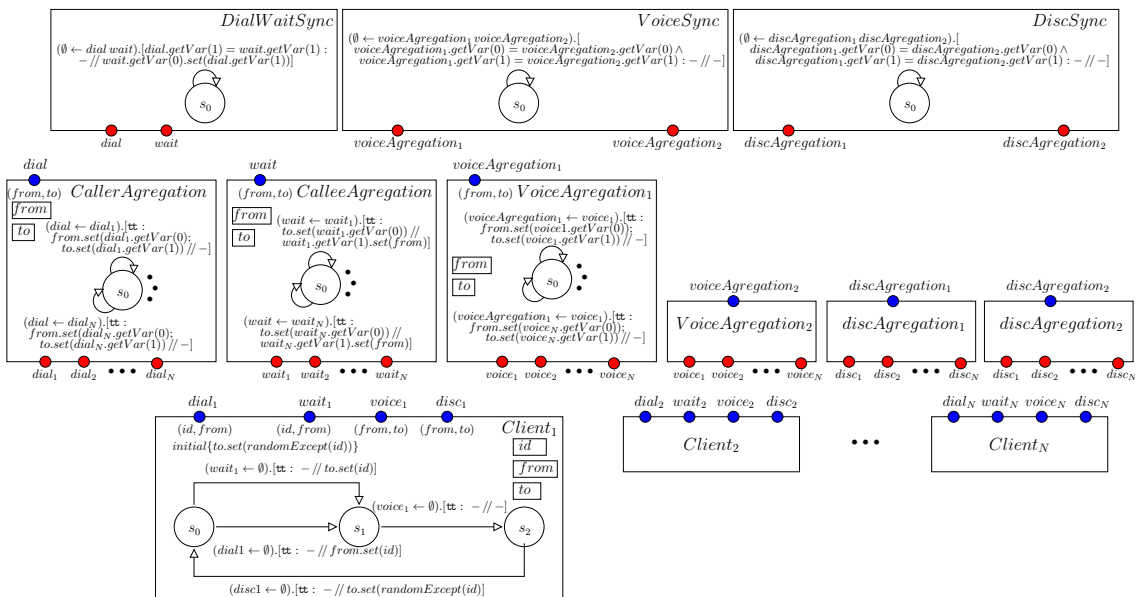 DialWaitSync
(∅ ← dial wait).[dial.getVar(1) = wait.getVar(1) :
− // wait.getVar(0).set(dial.getVar(1))]
s0
dial
wait
VoiceSync
(∅ ← voiceAgregation1 voiceAgregation2).[
voiceAgregation1.getVar(0) = voiceAgregation2.getVar(0) ∧
voiceAgregation1.getVar(1) = voiceAgregation2.getVar(1) : − // −]
s0
voiceAgregation1
voiceAgregation2
DiscSync
(∅ ← discAgregation1 discAgregation2).[
discAgregation1.getVar(0) = discAgregation2.getVar(0) ∧
discAgregation1.getVar(1) = discAgregation2.getVar(1) : − // −]
s0
discAgregation1
discAgregation2
dial
(from, to)
CallerAgregation
from
to
(dial ← dial1).[tt :
from.set(dial1.getVar(0);
to.set(dial1.getVar(1)) // −]
s0
(dial ← dialN).[tt :
from.set(dialN.getVar(0);
to.set(dialN.getVar(1)) // −]
dial1
dial2
dialN
wait
(from, to)
CalleeAgregation
from
to
(wait ← wait1).[tt :
to.set(wait1.getVar(0)) //
wait1.getVar(1).set(from)]
s0
(wait ← waitN).[tt :
to.set(waitN.getVar(0)) //
waitN.getVar(1).set(from)]
wait1
wait2
waitN
voiceAgregation1
(from, to)
VoiceAgregation1
(voiceAgregation1 ← voice1).[tt :
from.set(voice1.getVar(0));
to.set(voice1.getVar(1)) // −]
from
to
s0
(voiceAgregation1 ← voice1).[tt :
from.set(voiceN.getVar(0));
to.set(voiceN.getVar(1)) // −]
voice1
voice2
voiceN
voiceAgregation2
VoiceAgregation2
voice1
voice2
voiceN
discAgregation1
discAgregation1
disc1
disc2
discN
discAgregation2
discAgregation2
disc1
disc2
discN
dial1
wait1
voice1
disc1
(id, from)
(id, from)
(from, to)
(from, to)
Client1
initial{to.set(randomExcept(id))}
id
from
to
(wait1 ← ∅).[tt : − // to.set(id)]
(voice1 ← ∅).[tt : − // −]
s0
s1
s2
(dial1 ← ∅).[tt : − // from.set(id)]
(disc1 ← ∅).[tt : − // to.set(randomExcept(id)]
dial2
wait2
voice2
disc2
Client2
dialN
waitN
voiceN
discN
ClientN